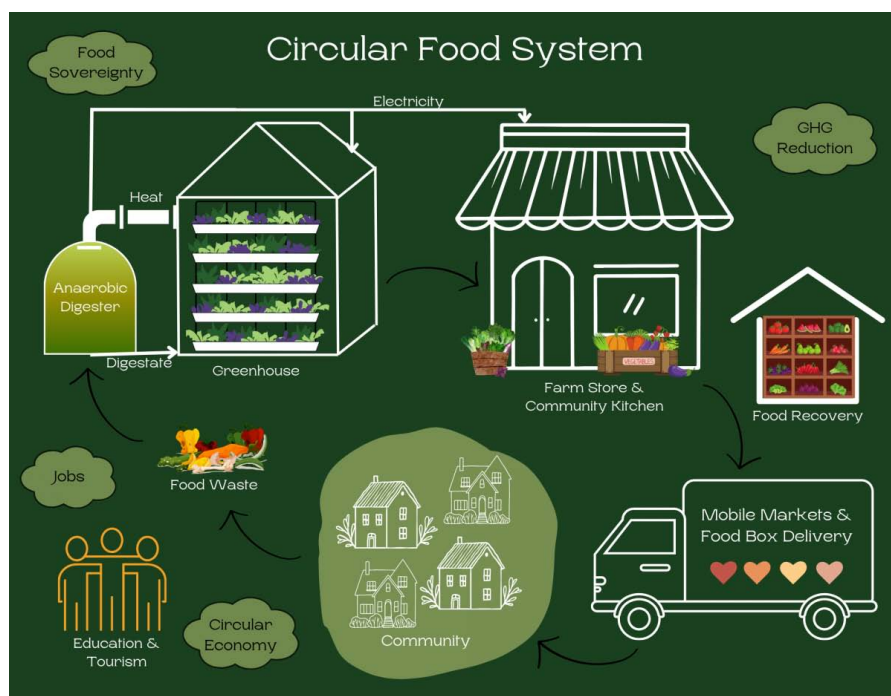 Circular Food System
Food
Sovereignty
Electricity
GHG
Reduction
Heat
Anaerobic
Digester
Digestate
Greenhouse
VEGETABLES
Farm Store &
Community Kitchen
Food Recovery
Jobs
Food Waste
Mobile Markets &
Food Box Delivery
Education &
Tourism
Circular
Economy
Community